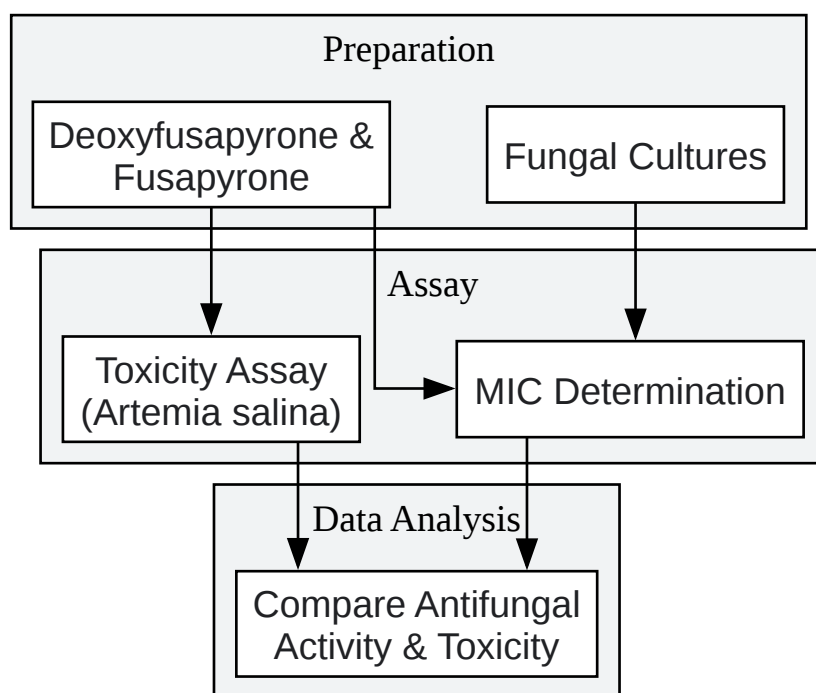 Preparation
Deoxyfusapyrone &
Fusapyrone
Fungal Cultures
Assay
Toxicity Assay
(Artemia salina)
MIC Determination
Data Analysis
Compare Antifungal
Activity & Toxicity